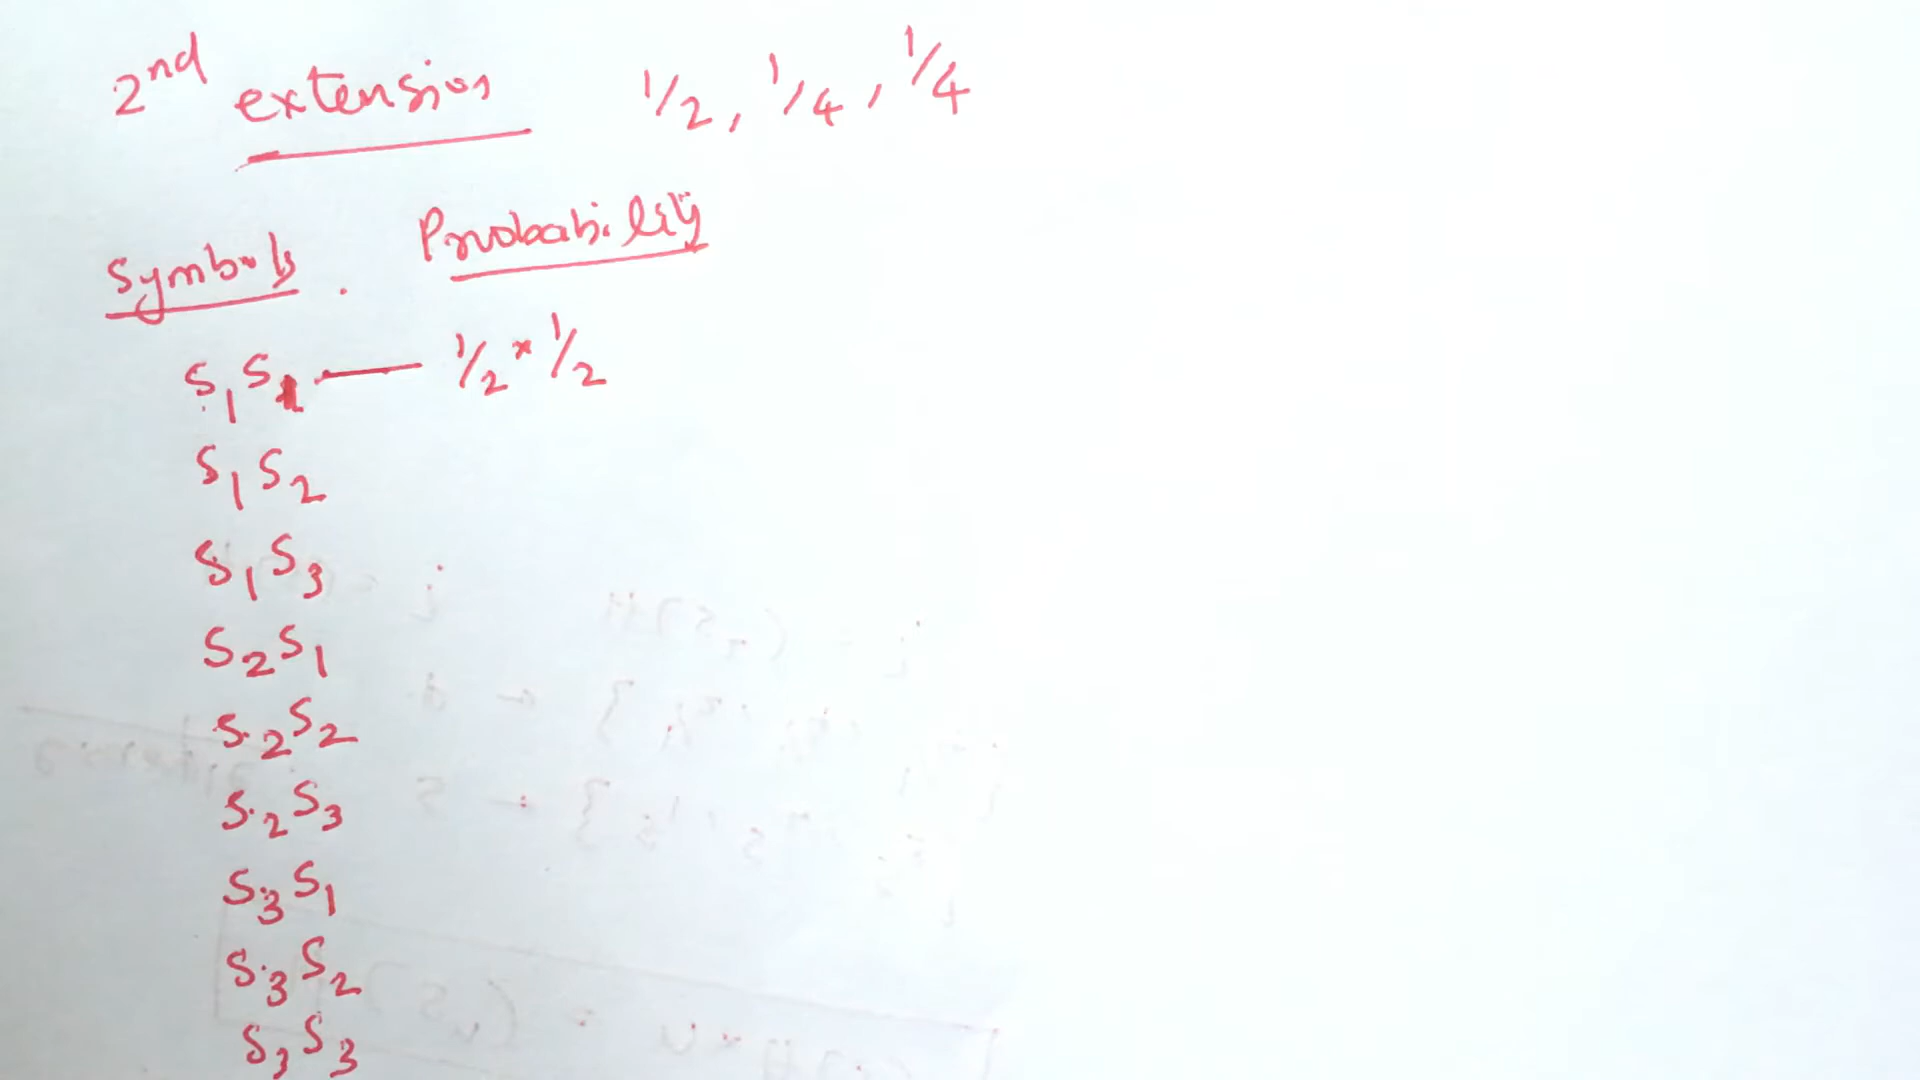 2nd extension 1/2, 1/4, 1/4
Symbols. Probability
S1S1 — 1/2 × 1/2
S1S2
S1S3
S2S1
S2S2
S2S3
S3S1
S3S2
S3S3